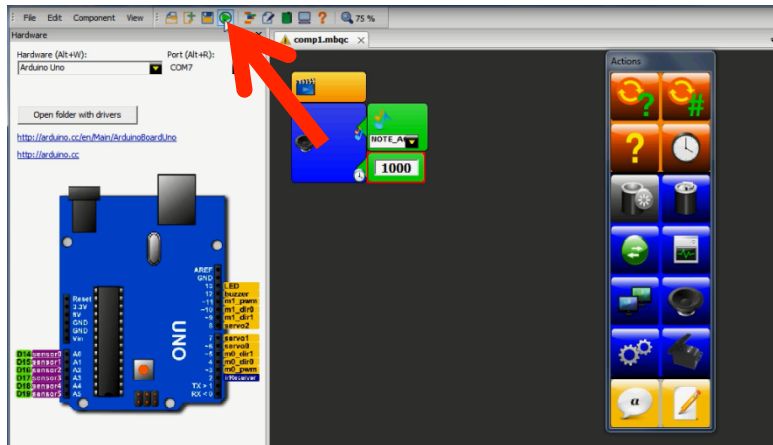 File Edit Component View 75 %
Hardware
comp1.mbqc
Hardware (Alt+W): Port (Alt+R):
Arduino Uno COM7
Open folder with drivers
http://arduino.cc/en/Main/ArduinoBoardUno
http://arduino.cc
Actions
NOTE_A
1000
α
UNO
AREF
GND
13 LED
12 buzzer
~11 m1_pwm
~10 m1_dir0
~9 m1_dir1
8 servo2
7 servo1
~6 servo0
~5 m0_dir1
4 m0_dir0
~3 m0_pwm
2 irReseiver
TX > 1
RX < 0
Reset
3.3V
5V
GND
GND
Vin
D14 sensor0 A0
D15 sensor1 A1
D16 sensor2 A2
D17 sensor3 A3
D18 sensor4 A4
D19 sensor5 A5